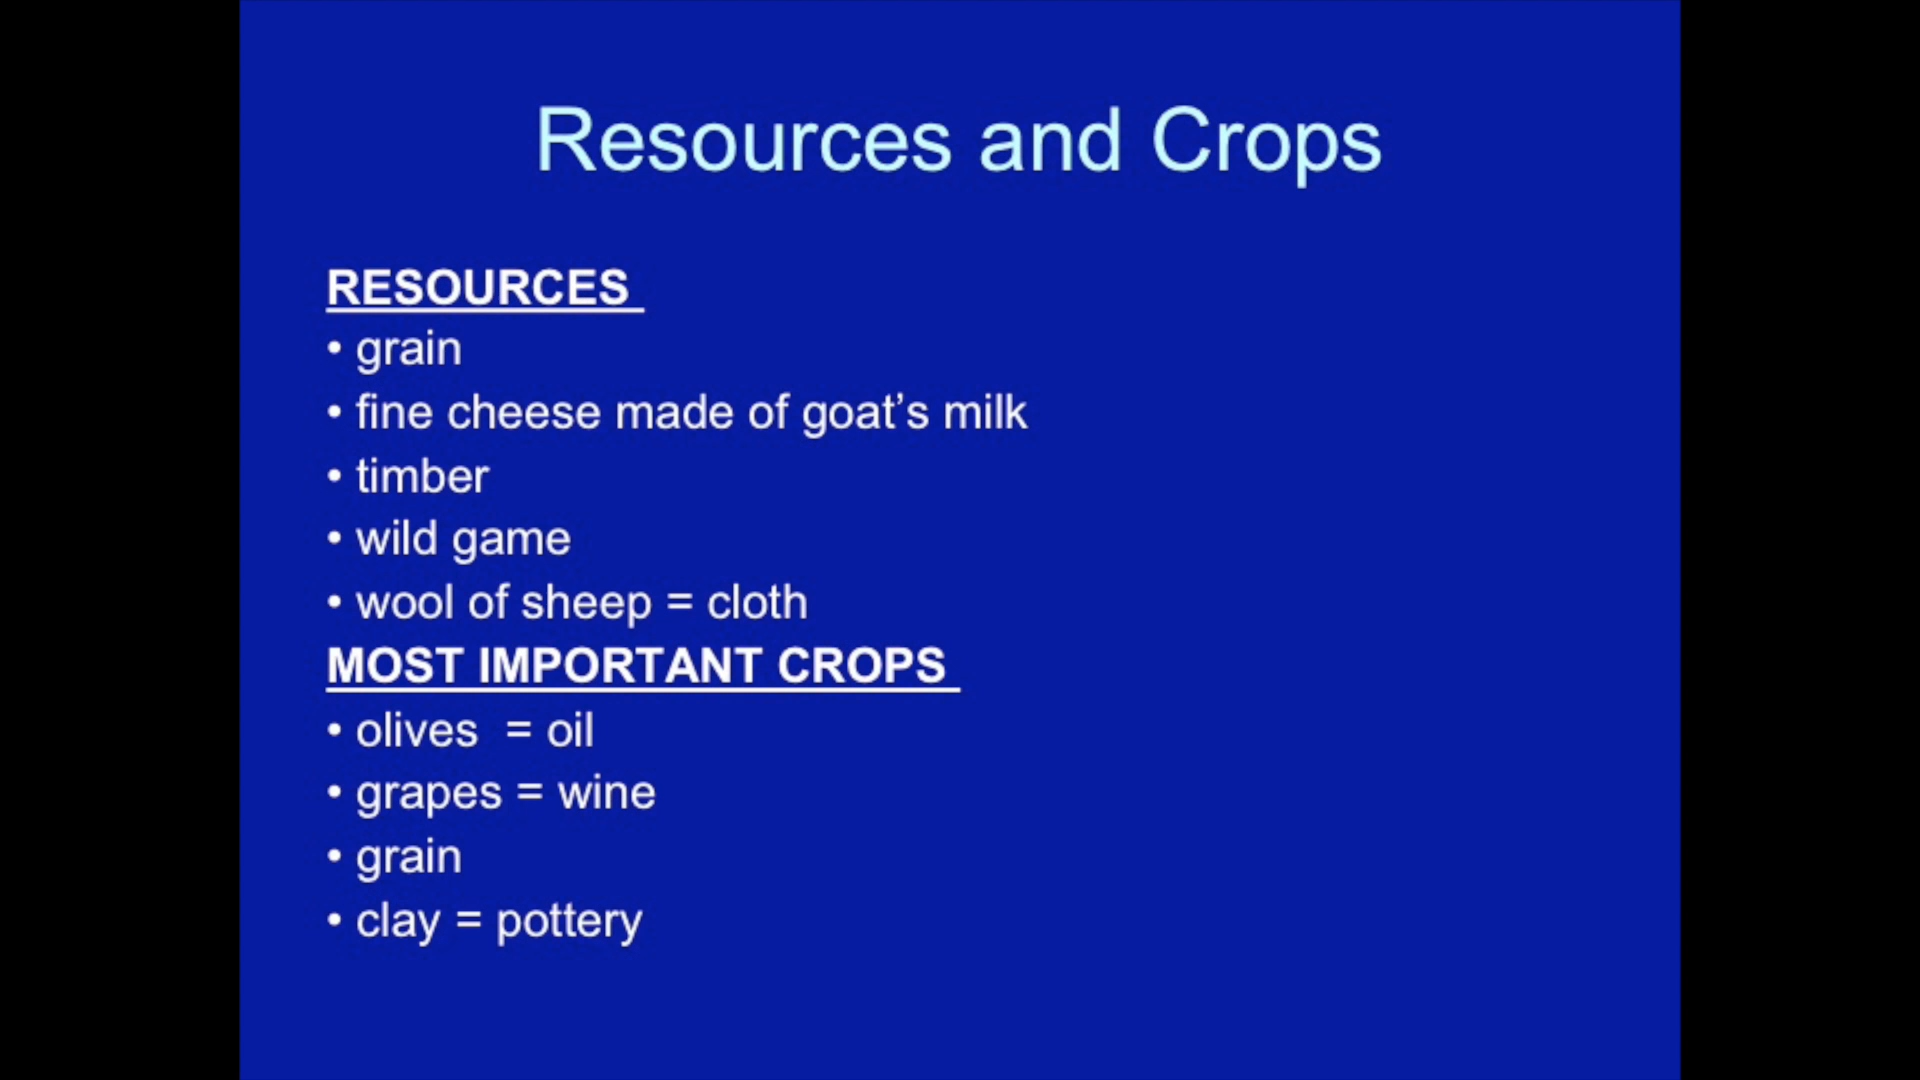 Resources and Crops
RESOURCES
• grain
• fine cheese made of goat’s milk
• timber
• wild game
• wool of sheep = cloth
MOST IMPORTANT CROPS
• olives  = oil
• grapes = wine
• grain
• clay = pottery